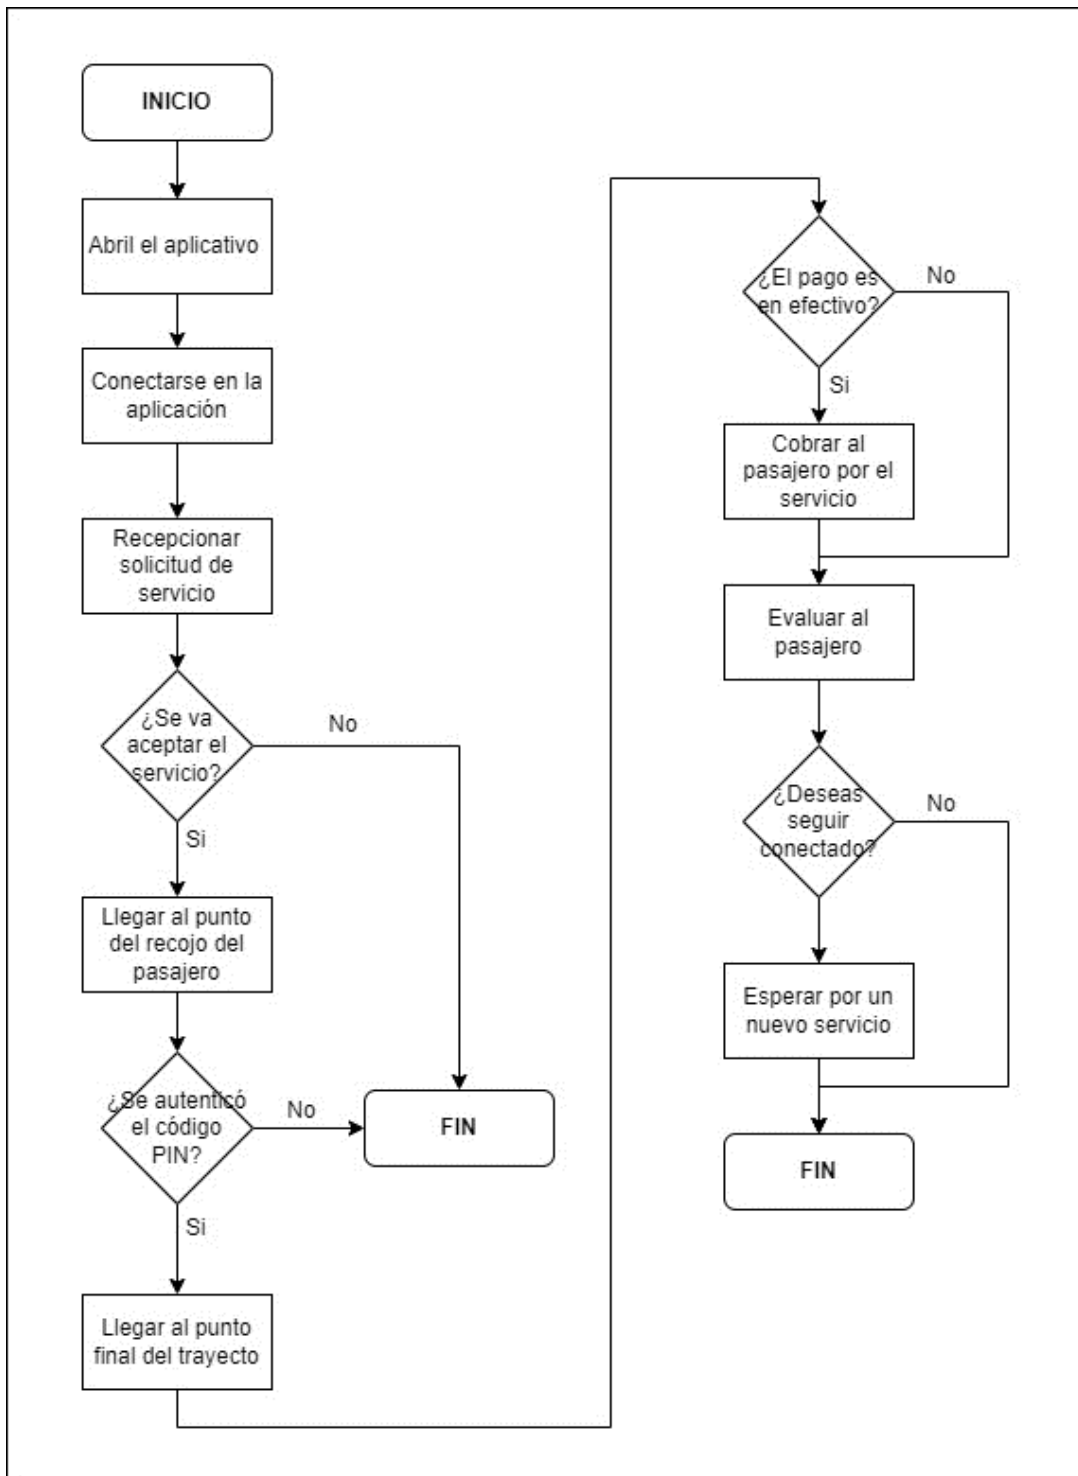 INICIO
Abril el aplicativo
Conectarse en la
aplicación
Recepcionar
solicitud de
servicio
¿Se va
aceptar el
servicio?
No
Si
Llegar al punto
del recojo del
pasajero
¿Se autenticó
el código
PIN?
No
FIN
Si
Llegar al punto
final del trayecto
¿El pago es
en efectivo?
No
Si
Cobrar al
pasajero por el
servicio
Evaluar al
pasajero
¿Deseas
seguir
conectado?
No
Esperar por un
nuevo servicio
FIN